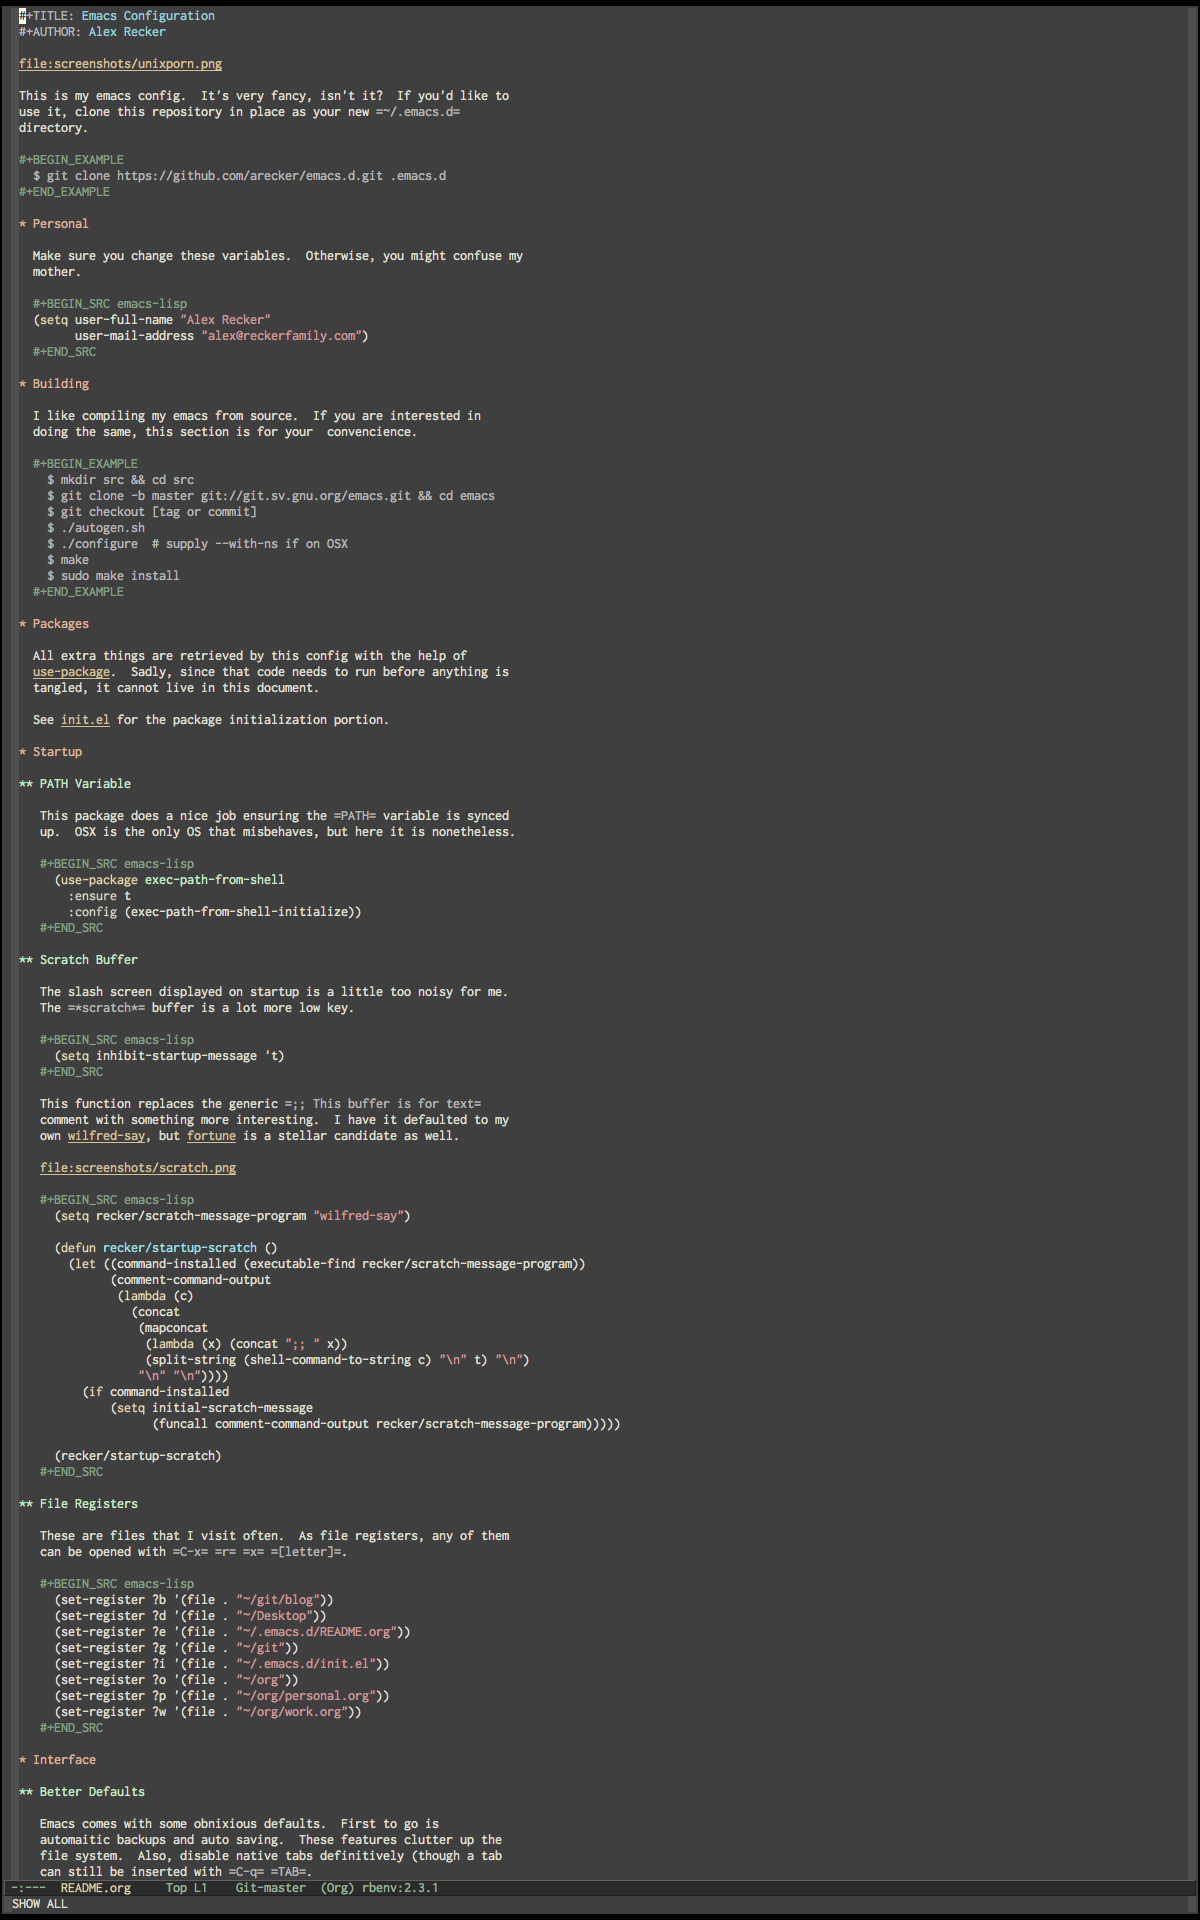 #+TITLE: Emacs Configuration
#+AUTHOR: Alex Recker
file:screenshots/unixporn.png
This is my emacs config.  It's very fancy, isn't it?  If you'd like to
use it, clone this repository in place as your new =~/.emacs.d=
directory.
#+BEGIN_EXAMPLE
  $ git clone https://github.com/arecker/emacs.d.git .emacs.d
#+END_EXAMPLE
* Personal
  Make sure you change these variables.  Otherwise, you might confuse my
  mother.
  #+BEGIN_SRC emacs-lisp
  (setq user-full-name "Alex Recker"
        user-mail-address "alex@reckerfamily.com")
  #+END_SRC
* Building
  I like compiling my emacs from source.  If you are interested in
  doing the same, this section is for your  convencience.
  #+BEGIN_EXAMPLE
    $ mkdir src && cd src
    $ git clone -b master git://git.sv.gnu.org/emacs.git && cd emacs
    $ git checkout [tag or commit]
    $ ./autogen.sh
    $ ./configure  # supply --with-ns if on OSX
    $ make
    $ sudo make install
  #+END_EXAMPLE
* Packages
  All extra things are retrieved by this config with the help of
  use-package.  Sadly, since that code needs to run before anything is
  tangled, it cannot live in this document.
  See init.el for the package initialization portion.
* Startup
** PATH Variable
   This package does a nice job ensuring the =PATH= variable is synced
   up.  OSX is the only OS that misbehaves, but here it is nonetheless.
   #+BEGIN_SRC emacs-lisp
     (use-package exec-path-from-shell
       :ensure t
       :config (exec-path-from-shell-initialize))
   #+END_SRC
** Scratch Buffer
   The slash screen displayed on startup is a little too noisy for me.
   The =*scratch*= buffer is a lot more low key.
   #+BEGIN_SRC emacs-lisp
     (setq inhibit-startup-message 't)
   #+END_SRC
   This function replaces the generic =;; This buffer is for text=
   comment with something more interesting.  I have it defaulted to my
   own wilfred-say, but fortune is a stellar candidate as well.
   file:screenshots/scratch.png
   #+BEGIN_SRC emacs-lisp
     (setq recker/scratch-message-program "wilfred-say")
     (defun recker/startup-scratch ()
       (let ((command-installed (executable-find recker/scratch-message-program))
             (comment-command-output
              (lambda (c)
                (concat
                 (mapconcat
                  (lambda (x) (concat ";; " x))
                  (split-string (shell-command-to-string c) "\n" t) "\n")
                 "\n" "\n"))))
         (if command-installed
             (setq initial-scratch-message
                   (funcall comment-command-output recker/scratch-message-program)))))
     (recker/startup-scratch)
   #+END_SRC
** File Registers
   These are files that I visit often.  As file registers, any of them
   can be opened with =C-x= =r= =x= =[letter]=.
   #+BEGIN_SRC emacs-lisp
     (set-register ?b '(file . "~/git/blog"))
     (set-register ?d '(file . "~/Desktop"))
     (set-register ?e '(file . "~/.emacs.d/README.org"))
     (set-register ?g '(file . "~/git"))
     (set-register ?i '(file . "~/.emacs.d/init.el"))
     (set-register ?o '(file . "~/org"))
     (set-register ?p '(file . "~/org/personal.org"))
     (set-register ?w '(file . "~/org/work.org"))
   #+END_SRC
* Interface
** Better Defaults
   Emacs comes with some obnixious defaults.  First to go is
   automaitic backups and auto saving.  These features clutter up the
   file system.  Also, disable native tabs definitively (though a tab
   can still be inserted with =C-q= =TAB=.
-:---  README.org     Top L1    Git-master  (Org) rbenv:2.3.1
SHOW ALL